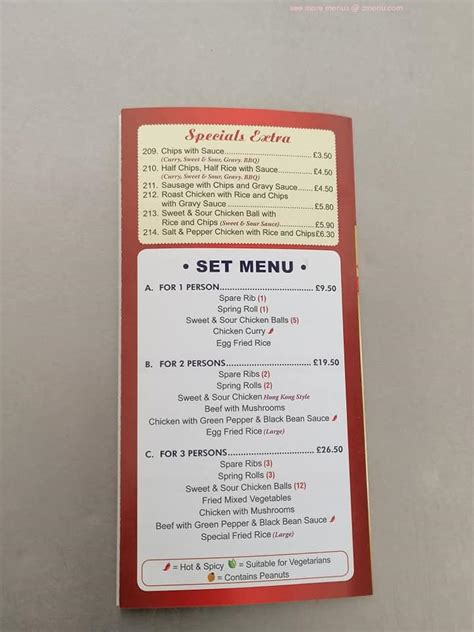 see more menus @ zmenu.com
Specials Extra
209. Chips with Sauce................................£3.50
(Curry, Sweet & Sour, Gravy, BBQ)
210. Half Chips, Half Rice with Sauce.........£4.50
(Curry, Sweet & Sour, Gravy, BBQ)
211. Sausage with Chips and Gravy Sauce....£4.50
212. Roast Chicken with Rice and Chips
with Gravy Sauce ..........................£5.80
213. Sweet & Sour Chicken Ball with
Rice and Chips (Sweet & Sour Sauce)..........£5.90
214. Salt & Pepper Chicken with Rice and Chips£6.30
• SET MENU •
A. FOR 1 PERSON............................£9.50
Spare Rib (1)
Spring Roll (1)
Sweet & Sour Chicken Balls (5)
Chicken Curry
Egg Fried Rice
B. FOR 2 PERSONS .........................£19.50
Spare Ribs (2)
Spring Rolls (2)
Sweet & Sour Chicken Hong Kong Style
Beef with Mushrooms
Chicken with Green Pepper & Black Bean Sauce
Egg Fried Rice (Large)
C. FOR 3 PERSONS .........................£26.50
Spare Ribs (3)
Spring Rolls (3)
Sweet & Sour Chicken Balls (12)
Fried Mixed Vegetables
Chicken with Mushrooms
Beef with Green Pepper & Black Bean Sauce
Special Fried Rice (Large)
= Hot & Spicy = Suitable for Vegetarians
= Contains Peanuts